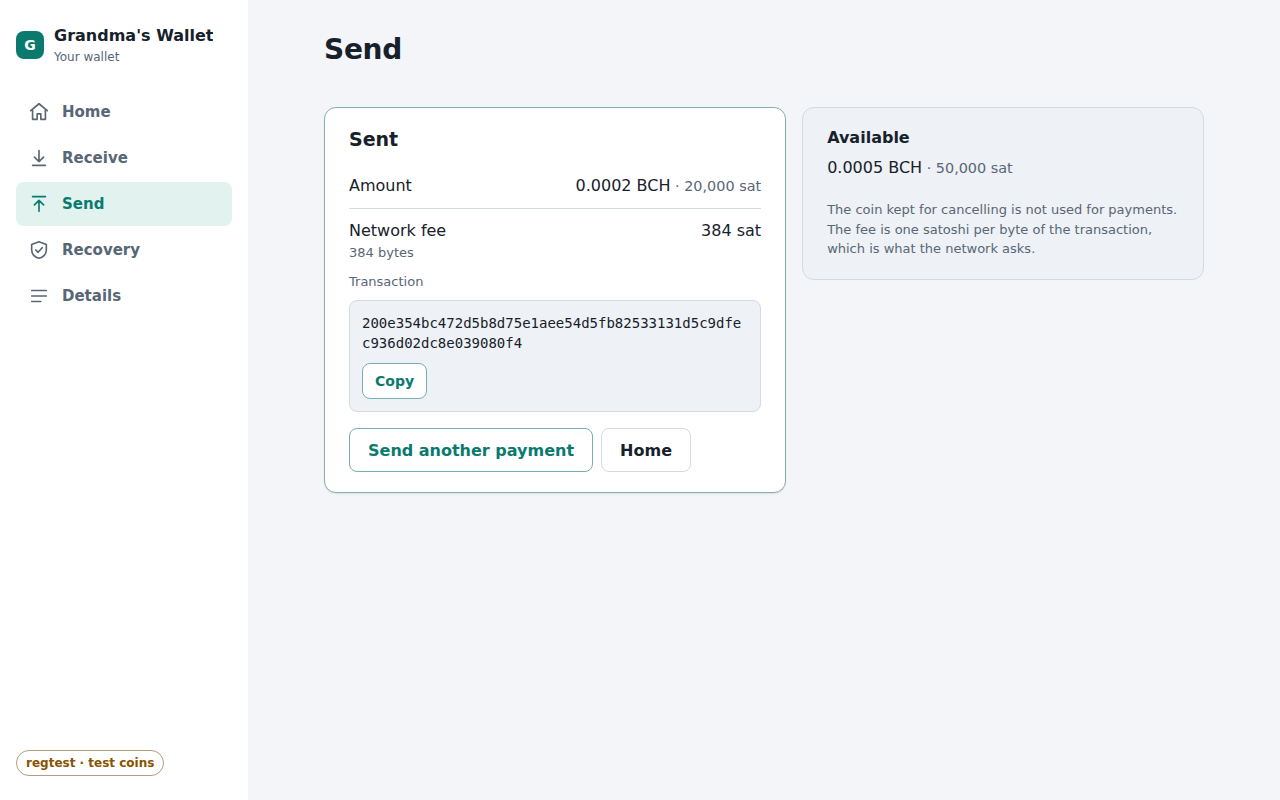 G
Grandma's Wallet
Your wallet
Home
Receive
Send
Recovery
Details
regtest · test coins
Send
Sent
Amount 0.0002 BCH · 20,000 sat
Network fee 384 sat
384 bytes
Transaction
200e354bc472d5b8d75e1aee54d5fb82533131d5c9dfe
c936d02dc8e039080f4
Copy
Send another payment Home
Available
0.0005 BCH · 50,000 sat
The coin kept for cancelling is not used for payments.
The fee is one satoshi per byte of the transaction,
which is what the network asks.